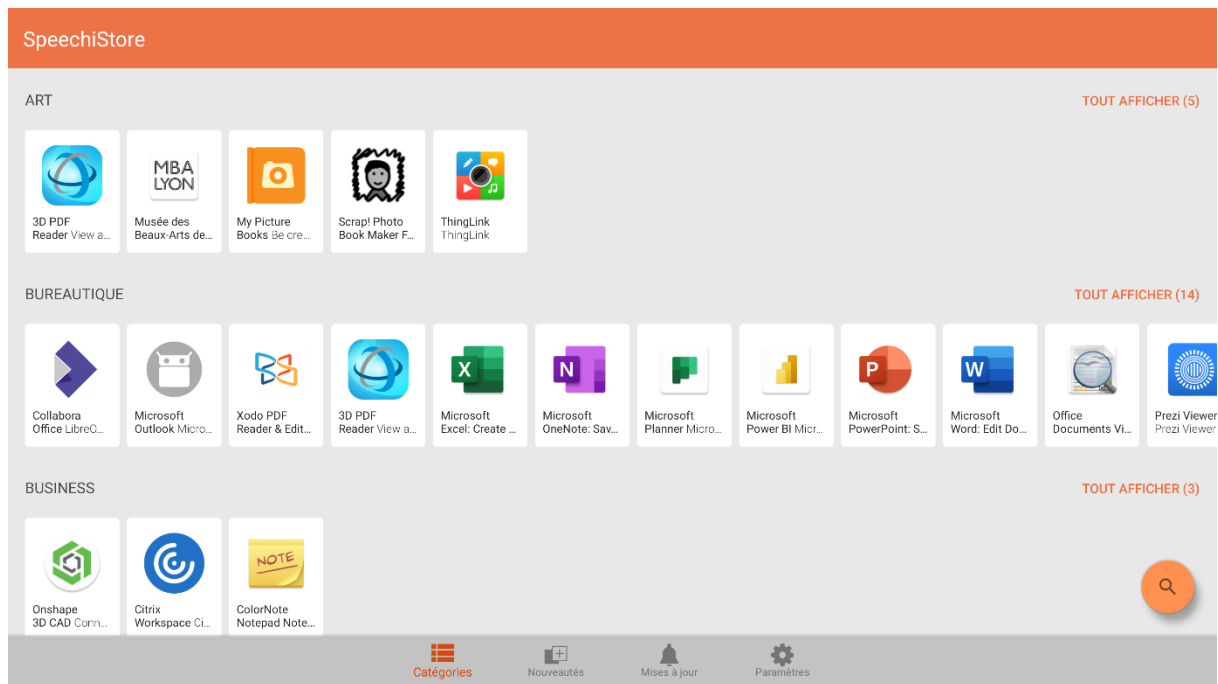 SpeechiStore
ART
TOUT AFFICHER (5)
MBA
LYON
3D PDF
Reader View a...
Musée des
Beaux-Arts de...
My Picture
Books Be cre...
Scrap! Photo
Book Maker F...
ThingLink
ThingLink
BUREAUTIQUE
TOUT AFFICHER (14)
X
N
P
W
Collabora
Office LibreO...
Microsoft
Outlook Micro...
Xodo PDF
Reader & Edit...
3D PDF
Reader View a...
Microsoft
Excel: Create ...
Microsoft
OneNote: Sav...
Microsoft
Planner Micro...
Microsoft
Power BI Micr...
Microsoft
PowerPoint: S...
Microsoft
Word: Edit Do...
Office
Documents Vi...
Prezi Viewer
Prezi Viewer
BUSINESS
TOUT AFFICHER (3)
NOTE
Onshape
3D CAD Conn...
Citrix
Workspace Ci...
ColorNote
Notepad Note...
Catégories
Nouveautés
Mises à jour
Paramètres